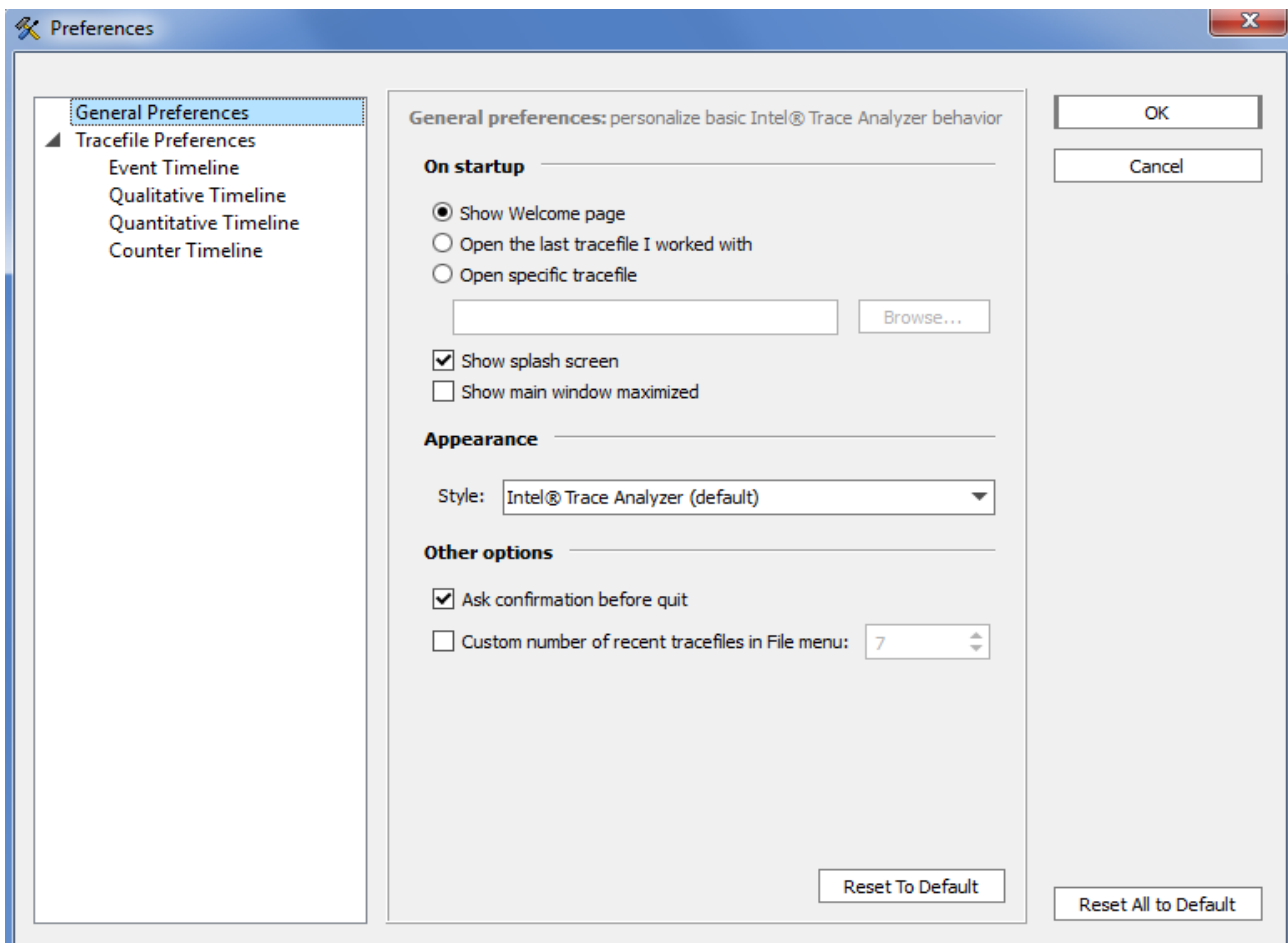 Preferences
General Preferences
Tracefile Preferences
Event Timeline
Qualitative Timeline
Quantitative Timeline
Counter Timeline
General preferences: personalize basic Intel® Trace Analyzer behavior
On startup
Show Welcome page
Open the last tracefile I worked with
Open specific tracefile
Browse...
Show splash screen
Show main window maximized
Appearance
Style: Intel® Trace Analyzer (default)
Other options
Ask confirmation before quit
Custom number of recent tracefiles in File menu: 7
Reset To Default
OK
Cancel
Reset All to Default